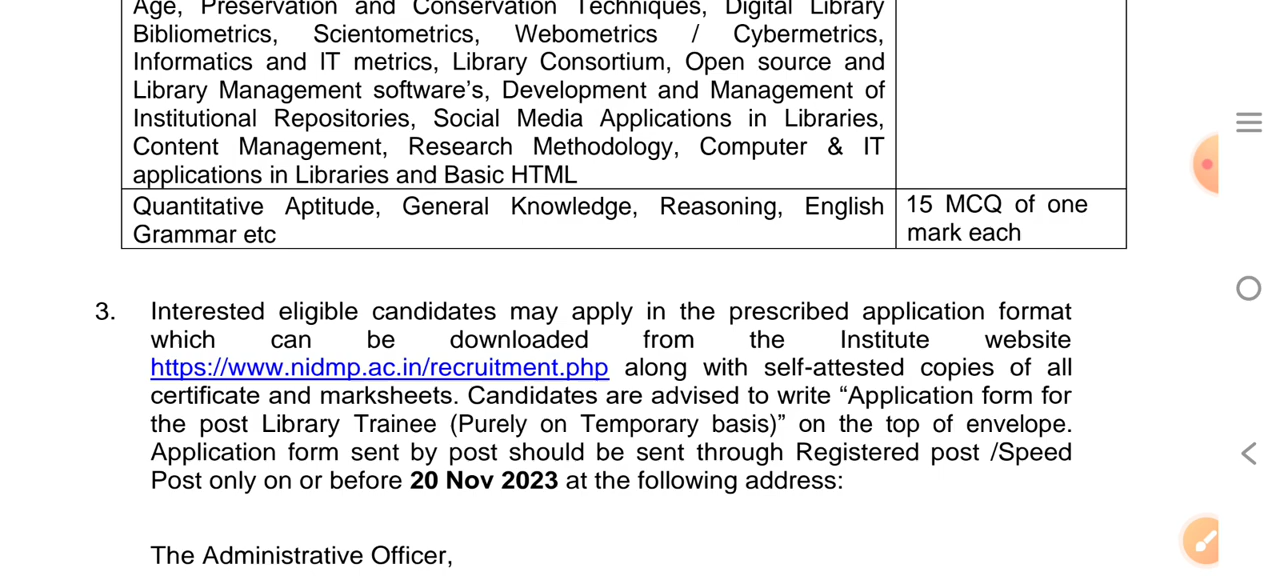 Age, Preservation and Conservation Techniques, Digital Library
Bibliometrics, Scientometrics, Webometrics / Cybermetrics,
Informatics and IT metrics, Library Consortium, Open source and
Library Management software’s, Development and Management of
Institutional Repositories, Social Media Applications in Libraries,
Content Management, Research Methodology, Computer & IT
applications in Libraries and Basic HTML
Quantitative Aptitude, General Knowledge, Reasoning, English
Grammar etc
15 MCQ of one
mark each
3. Interested eligible candidates may apply in the prescribed application format
which can be downloaded from the Institute website
https://www.nidmp.ac.in/recruitment.php along with self-attested copies of all
certificate and marksheets. Candidates are advised to write “Application form for
the post Library Trainee (Purely on Temporary basis)” on the top of envelope.
Application form sent by post should be sent through Registered post /Speed
Post only on or before 20 Nov 2023 at the following address:
The Administrative Officer,